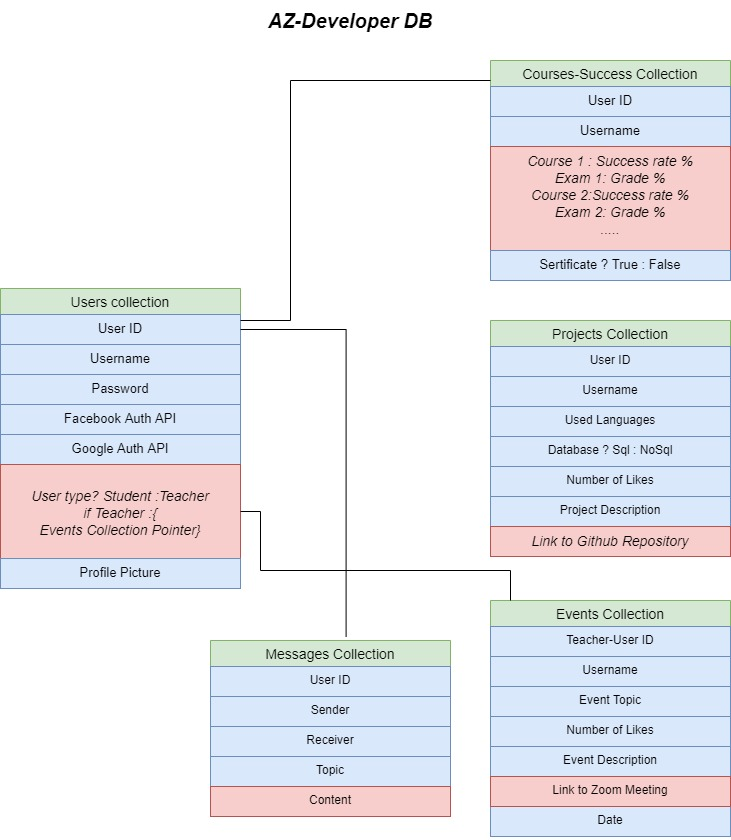 AZ-Developer DB
Courses-Success Collection
User ID
Username
Course 1 : Success rate %
Exam 1: Grade %
Course 2:Success rate %
Exam 2: Grade %
.....
Sertificate ? True : False
Users collection
User ID
Username
Password
Facebook Auth API
Google Auth API
User type? Student :Teacher
if Teacher :{
Events Collection Pointer}
Profile Picture
Projects Collection
User ID
Username
Used Languages
Database ? Sql : NoSql
Number of Likes
Project Description
Link to Github Repository
Messages Collection
User ID
Sender
Receiver
Topic
Content
Events Collection
Teacher-User ID
Username
Event Topic
Number of Likes
Event Description
Link to Zoom Meeting
Date